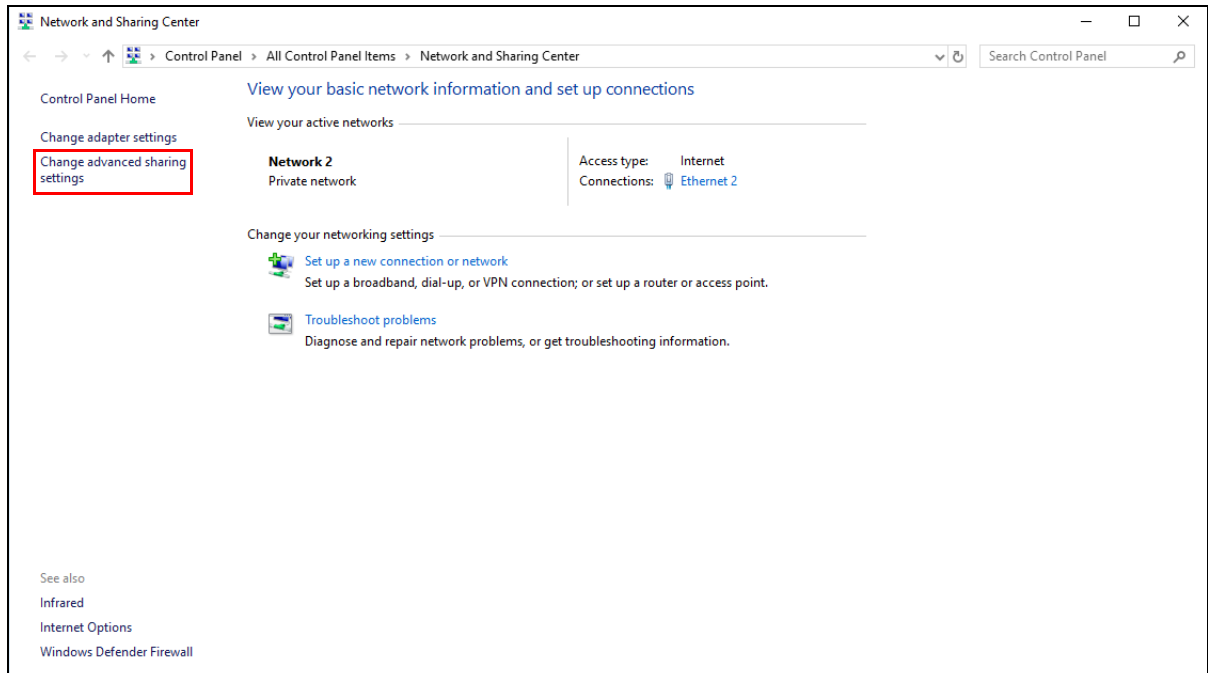 Network and Sharing Center
Control Panel > All Control Panel Items > Network and Sharing Center
Search Control Panel
Control Panel Home
Change adapter settings
Change advanced sharing
settings
View your basic network information and set up connections
View your active networks
Network 2
Private network
Access type: Internet
Connections: Ethernet 2
Change your networking settings
Set up a new connection or network
Set up a broadband, dial-up, or VPN connection; or set up a router or access point.
Troubleshoot problems
Diagnose and repair network problems, or get troubleshooting information.
See also
Infrared
Internet Options
Windows Defender Firewall